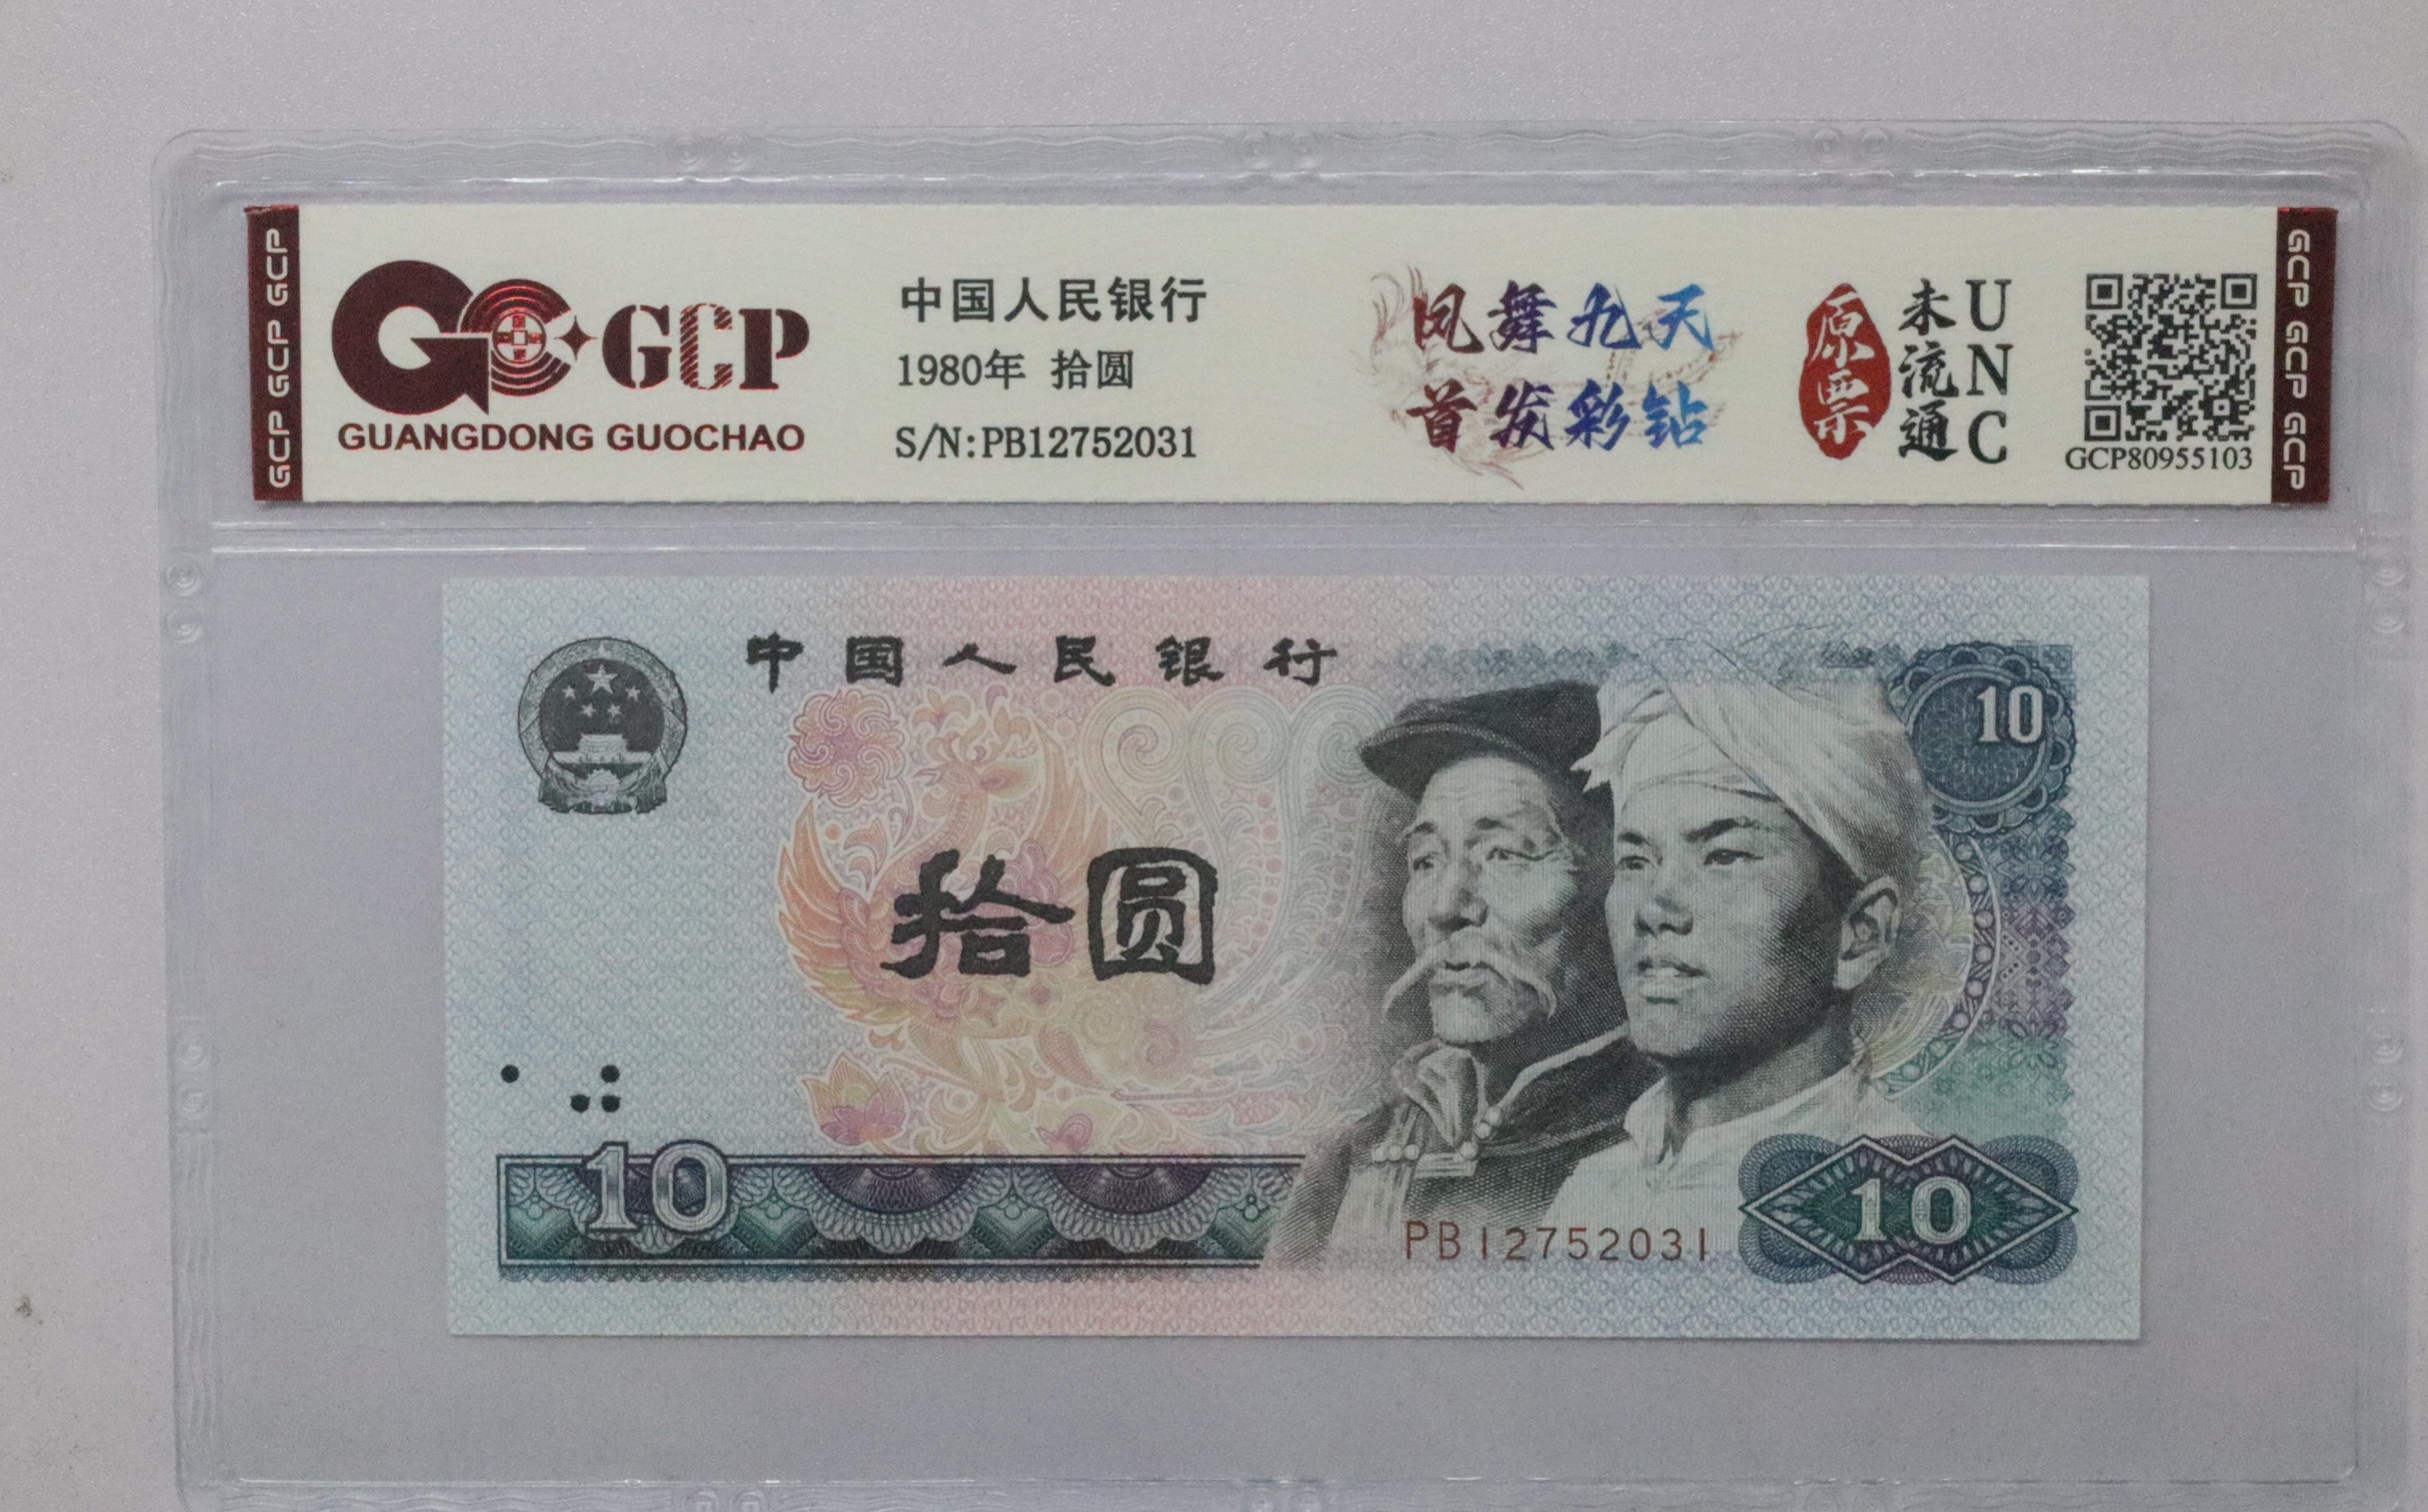 GCP GCP GCP
GCP
GUANGDONG GUOCHAO
中国人民银行
1980年 拾圆
S/N:PB12752031
凤舞九天
首发彩钻
原票
未流通
UNC
GCP80955103
GCP GCP GCP
中国人民银行
10
拾圆
10
PB12752031
10